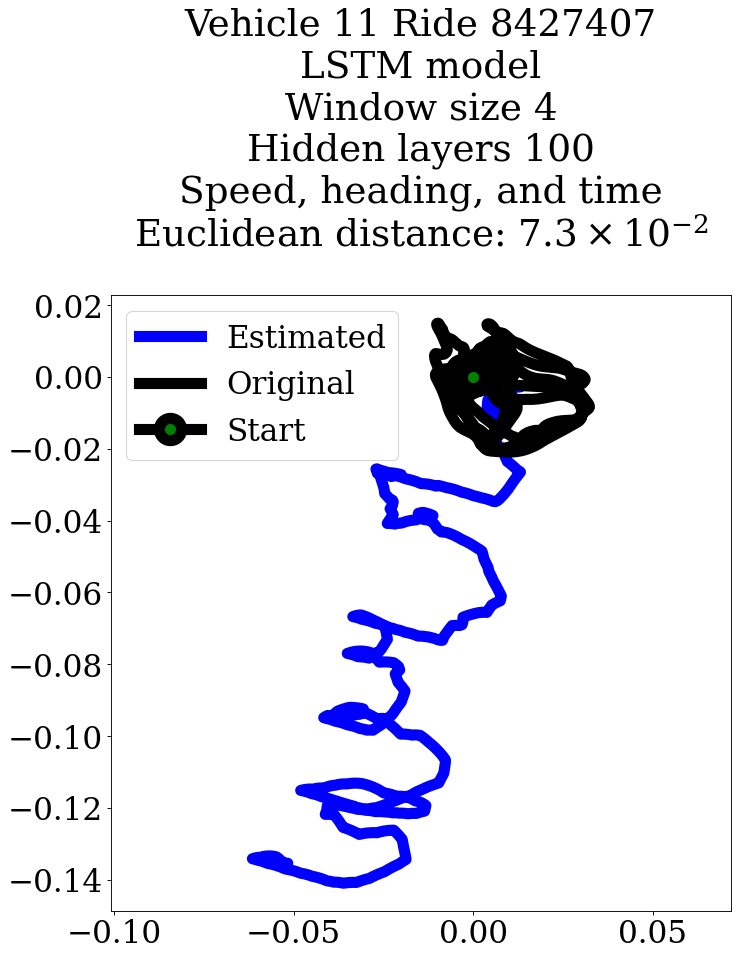 Vehicle 11 Ride 8427407
LSTM model
Window size 4
Hidden layers 100
Speed, heading, and time
Euclidean distance: 7.3 × 10⁻²
0.02
0.00
−0.02
−0.04
−0.06
−0.08
−0.10
−0.12
−0.14
Estimated
Original
Start
−0.10
−0.05
0.00
0.05